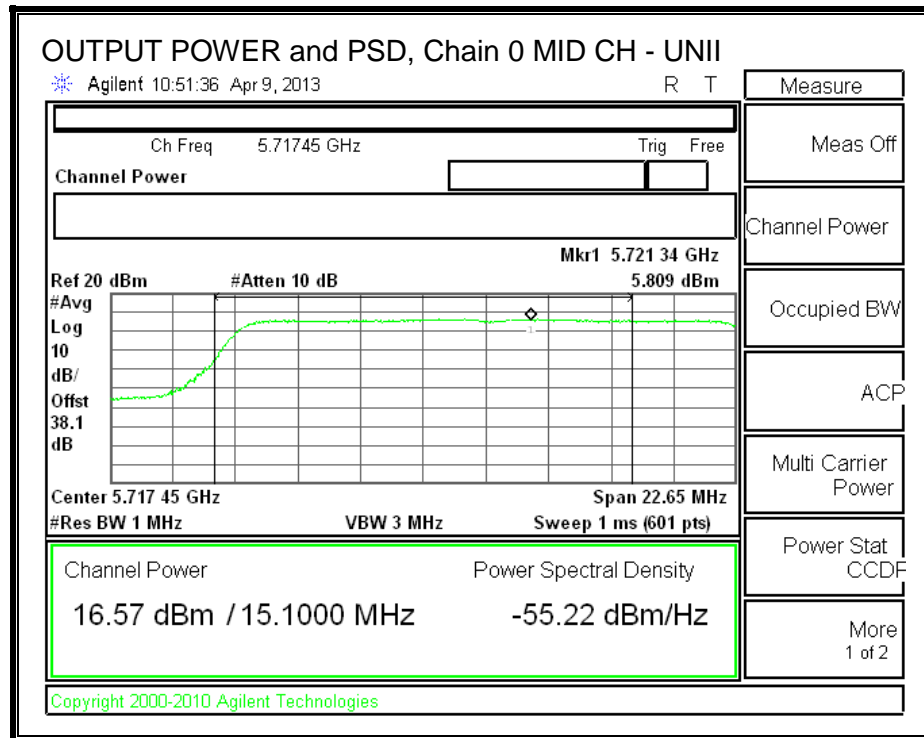 OUTPUT POWER and PSD, Chain 0 MID CH - UNII
Agilent 10:51:36 Apr 9, 2013 R T
Measure
Ch Freq 5.71745 GHz Trig Free
Channel Power
Mkr1 5.721 34 GHz
Ref 20 dBm #Atten 10 dB 5.809 dBm
#Avg
Log
10
dB/
Offst
38.1
dB
1
Center 5.717 45 GHz Span 22.65 MHz
#Res BW 1 MHz VBW 3 MHz Sweep 1 ms (601 pts)
Channel Power Power Spectral Density
16.57 dBm / 15.1000 MHz -55.22 dBm/Hz
Meas Off
Channel Power
Occupied BW
ACP
Multi Carrier
Power
Power Stat
CCDF
More
1 of 2
Copyright 2000-2010 Agilent Technologies